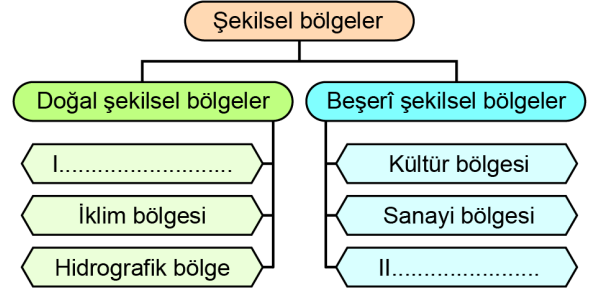 Şekilsel bölgeler
Doğal şekilsel bölgeler
Beşerî şekilsel bölgeler
I...........................
Kültür bölgesi
İklim bölgesi
Sanayi bölgesi
Hidrografik bölge
II.......................